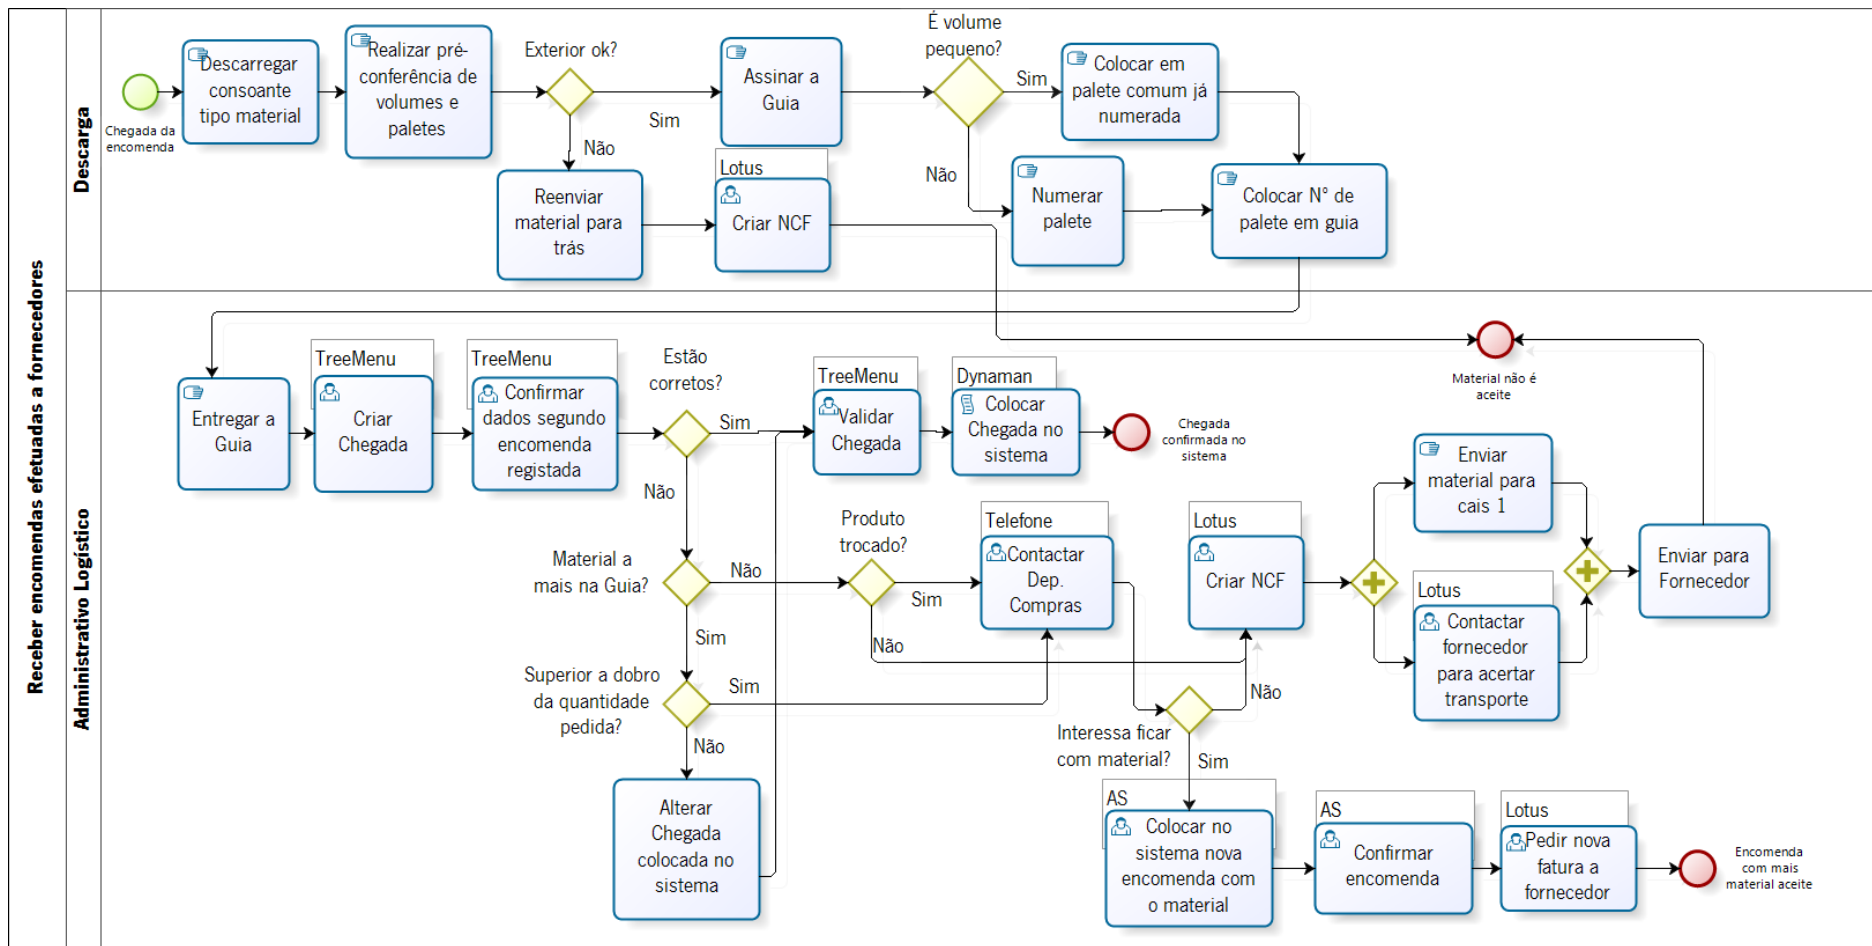 Receber encomendas efetuadas a fornecedores
Descarga
Chegada da
encomenda
Descarregar
consoante
tipo material
Realizar pré-
conferência de
volumes e
paletes
Exterior ok?
Sim
Não
Assinar a
Guia
É volume
pequeno?
Sim
Não
Colocar em
palete comum já
numerada
Reenviar
material para
trás
Lotus
Criar NCF
Numerar
palete
Colocar N° de
palete em guia
Administrativo Logístico
Entregar a
Guia
TreeMenu
Criar
Chegada
TreeMenu
Confirmar
dados segundo
encomenda
registada
Estão
corretos?
Sim
Não
TreeMenu
Validar
Chegada
Dynaman
Colocar
Chegada no
sistema
Chegada
confirmada no
sistema
Material não é
aceite
Material a
mais na Guia?
Não
Sim
Produto
trocado?
Sim
Não
Telefone
Contactar
Dep.
Compras
Lotus
Criar NCF
Enviar
material para
cais 1
Lotus
Contactar
fornecedor
para acertar
transporte
Enviar para
Fornecedor
Superior a dobro
da quantidade
pedida?
Sim
Não
Interessa ficar
com material?
Não
Sim
Alterar
Chegada
colocada no
sistema
AS
Colocar no
sistema nova
encomenda com
o material
AS
Confirmar
encomenda
Lotus
Pedir nova
fatura a
fornecedor
Encomenda
com mais
material aceite